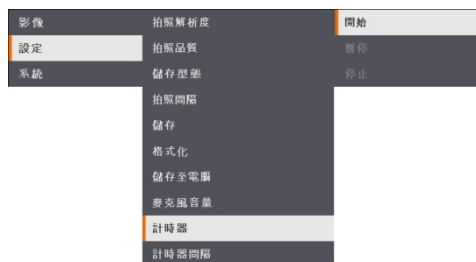 影像
設定
系統
拍照解析度
拍照品質
儲存型態
拍照間隔
儲存
格式化
儲存至電腦
麥克風音量
計時器
計時器間隔
開始
暫停
停止